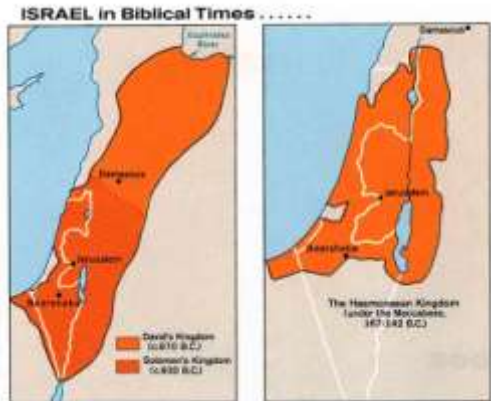 ISRAEL in Biblical Times . . . . . .
Euphrates
River
Damascus
Jerusalem
Beersheba
David's Kingdom
(c.970 B.C.)
Solomon's Kingdom
(c.930 B.C.)
Damascus
Jerusalem
Beersheba
The Hasmonean Kingdom
(under the Maccabees,
167-142 B.C.)